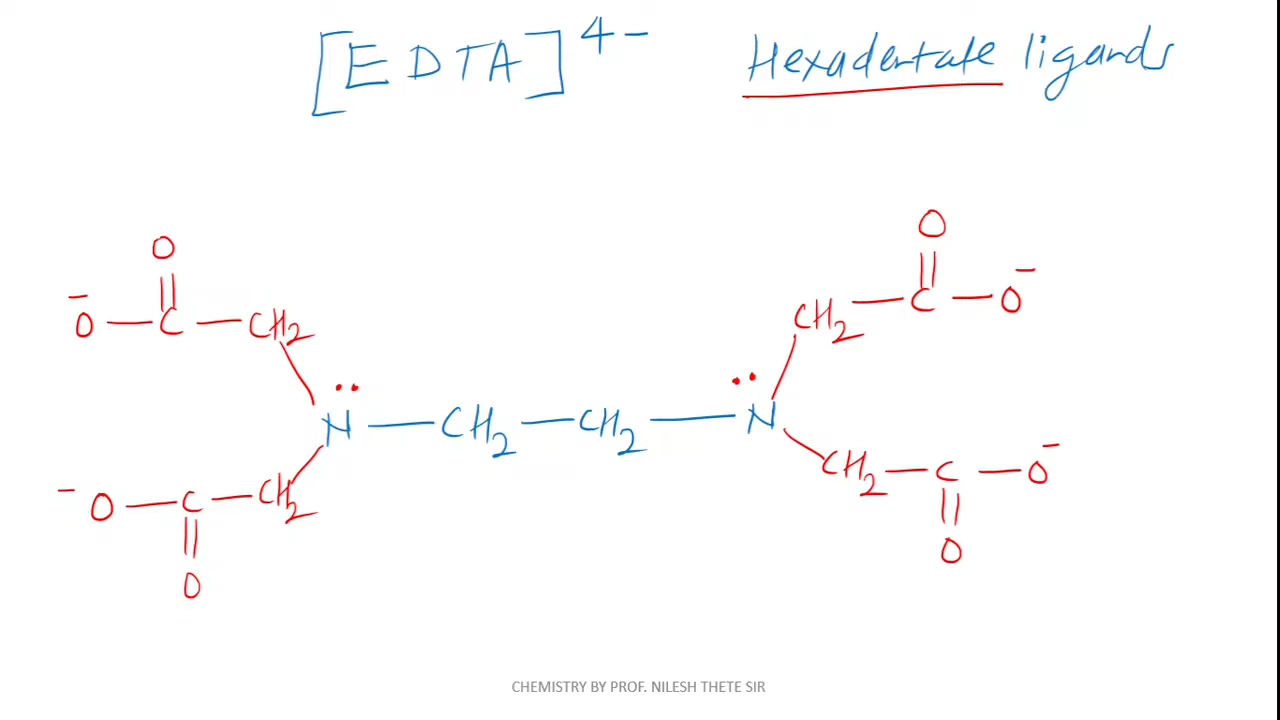 [EDTA]⁴⁻ Hexadentate ligands
O O
⁻O — C — CH₂ CH₂ — C — O⁻
N — CH₂ — CH₂ — N
⁻O — C — CH₂ CH₂ — C — O⁻
O O
CHEMISTRY BY PROF. NILESH THETE SIR